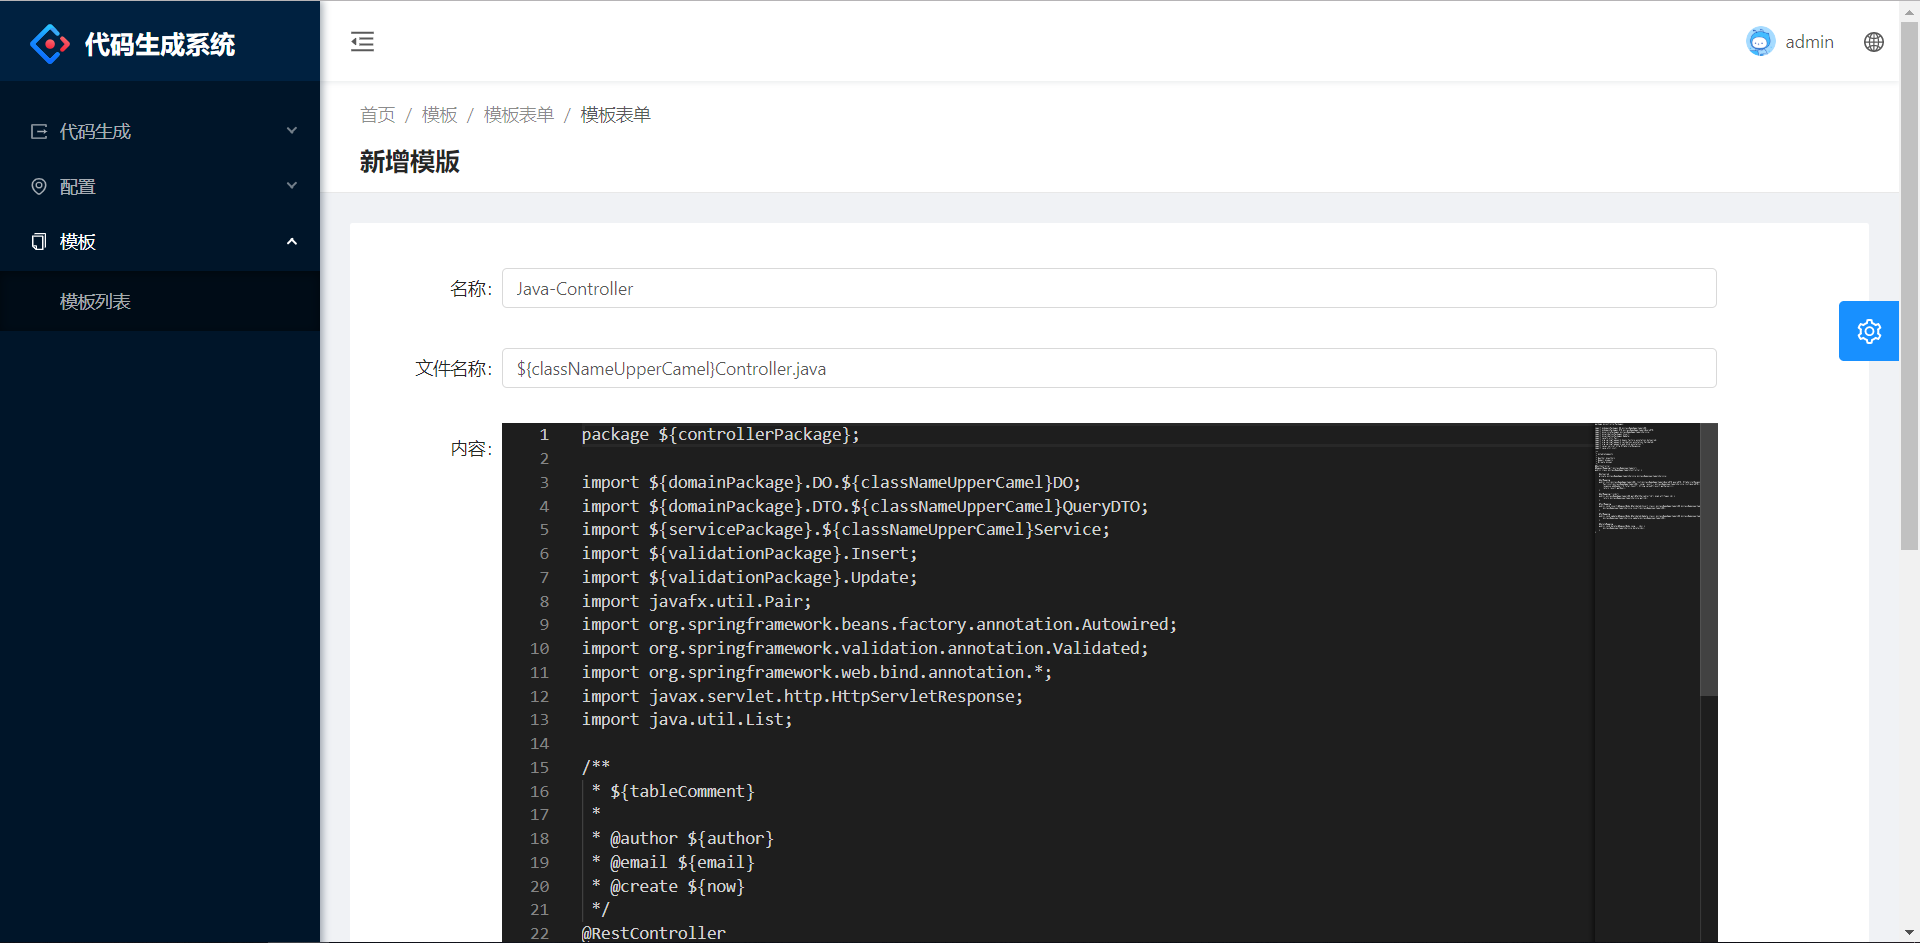 代码生成系统
admin
代码生成
配置
模板
模板列表
首页 / 模板 / 模板表单 / 模板表单
新增模版
名称:
Java-Controller
文件名称:
${classNameUpperCamel}Controller.java
内容:
1 package ${controllerPackage};
2
3 import ${domainPackage}.DO.${classNameUpperCamel}DO;
4 import ${domainPackage}.DTO.${classNameUpperCamel}QueryDTO;
5 import ${servicePackage}.${classNameUpperCamel}Service;
6 import ${validationPackage}.Insert;
7 import ${validationPackage}.Update;
8 import javafx.util.Pair;
9 import org.springframework.beans.factory.annotation.Autowired;
10 import org.springframework.validation.annotation.Validated;
11 import org.springframework.web.bind.annotation.*;
12 import javax.servlet.http.HttpServletResponse;
13 import java.util.List;
14
15 /**
16 * ${tableComment}
17 *
18 * @author ${author}
19 * @email ${email}
20 * @create ${now}
21 */
22 @RestController